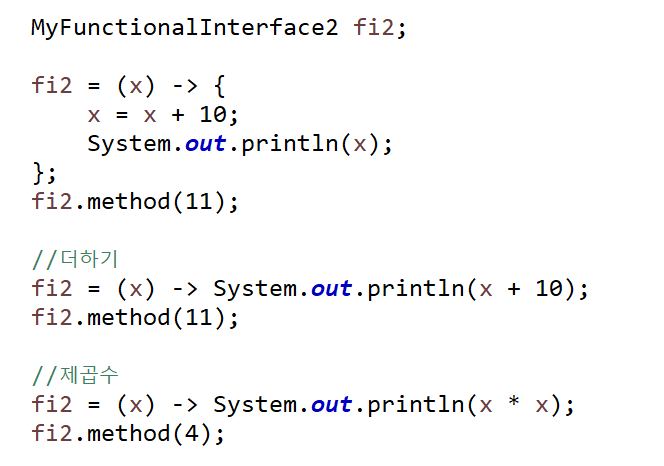 MyFunctionalInterface2 fi2;
fi2 = (x) -> {
x = x + 10;
System.out.println(x);
};
fi2.method(11);
//더하기
fi2 = (x) -> System.out.println(x + 10);
fi2.method(11);
//제곱수
fi2 = (x) -> System.out.println(x * x);
fi2.method(4);